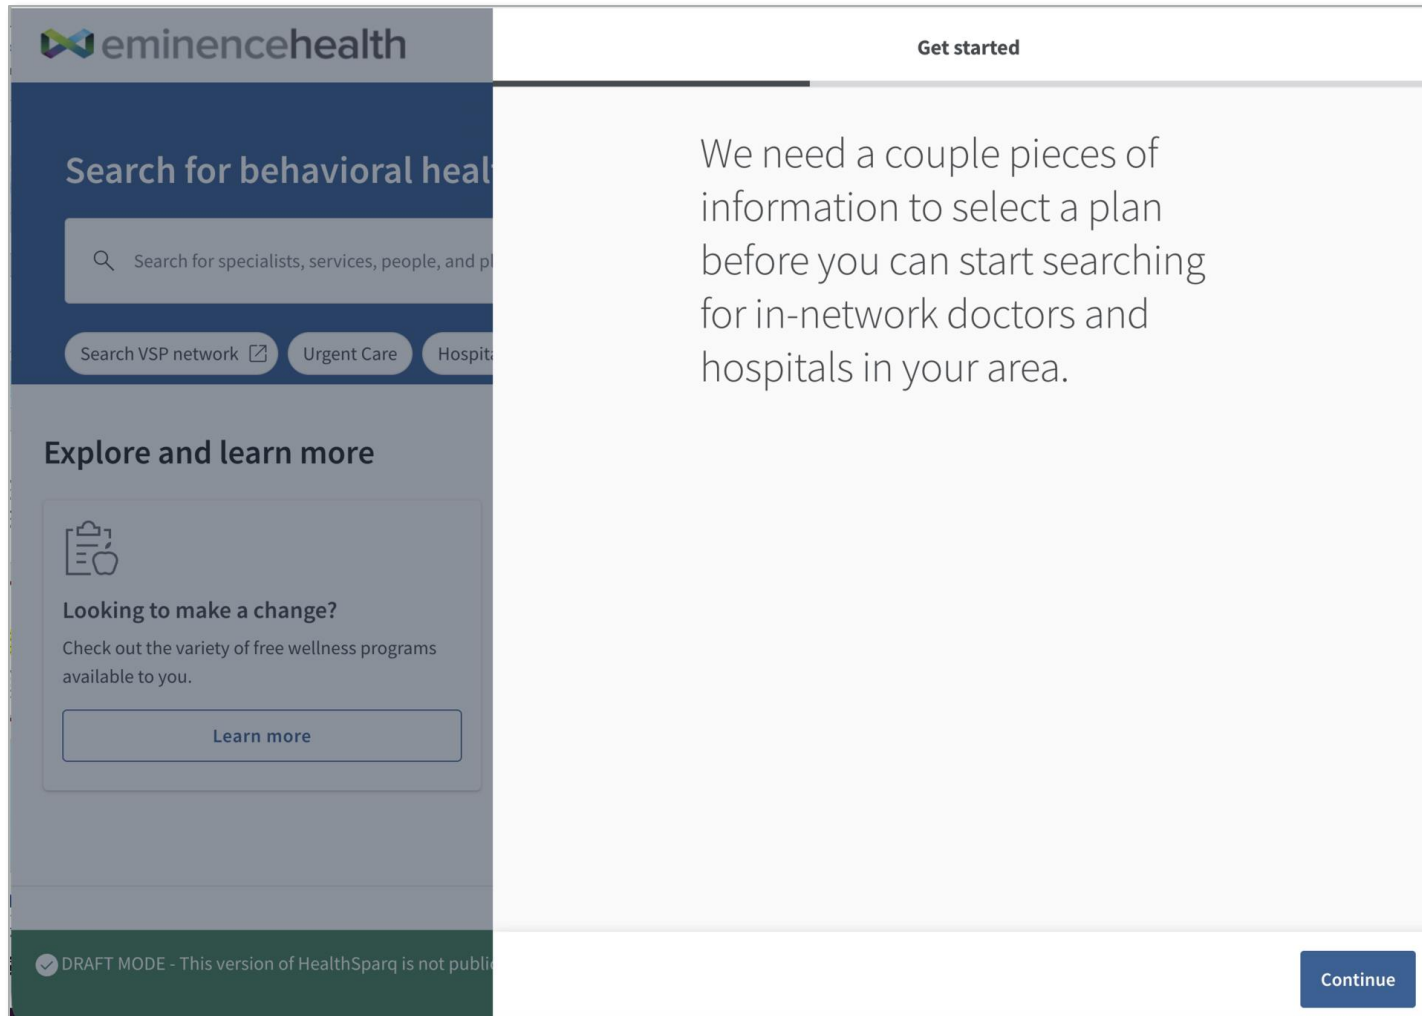 eminencehealth
Get started
Search for behavioral heal
Search for specialists, services, people, and pl
Search VSP network
Urgent Care
Hospita
Explore and learn more
Looking to make a change?
Check out the variety of free wellness programs
available to you.
Learn more
DRAFT MODE - This version of HealthSparq is not public
We need a couple pieces of
information to select a plan
before you can start searching
for in-network doctors and
hospitals in your area.
Continue